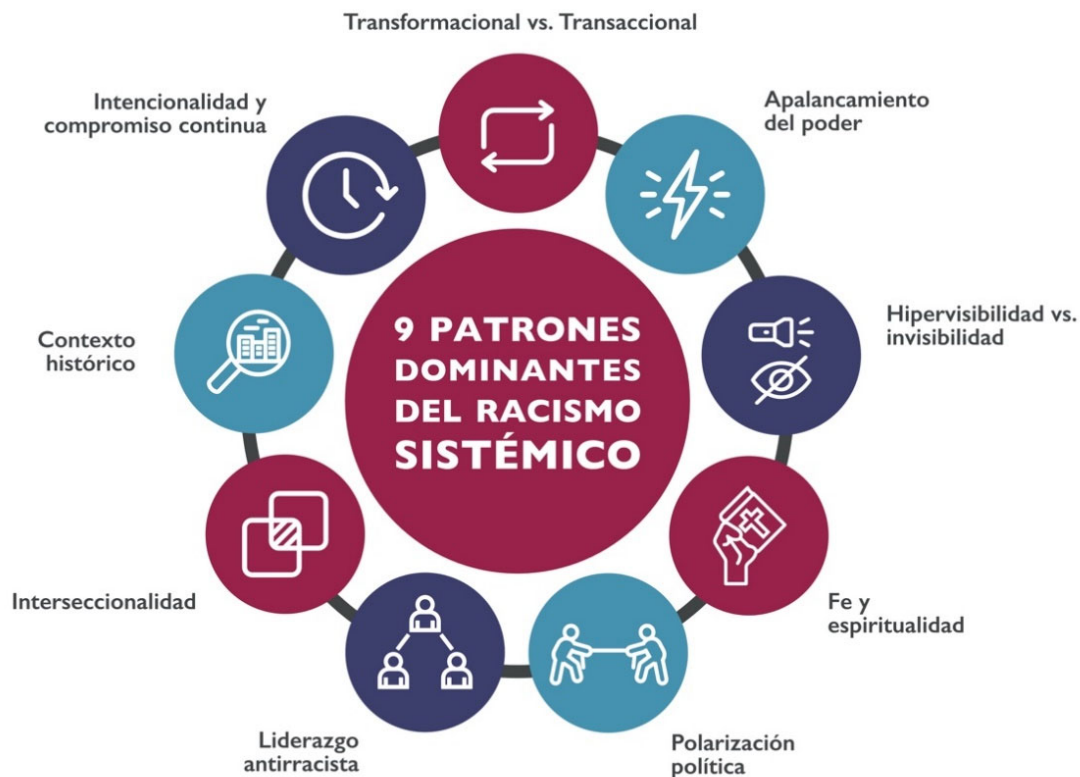 Transformacional vs. Transaccional
Apalancamiento
del poder
Hipervisibilidad vs.
invisibilidad
Fe y
espiritualidad
Polarización
política
Liderazgo
antirracista
Interseccionalidad
Contexto
histórico
Intencionalidad y
compromiso continua
9 PATRONES
DOMINANTES
DEL RACISMO
SISTÉMICO